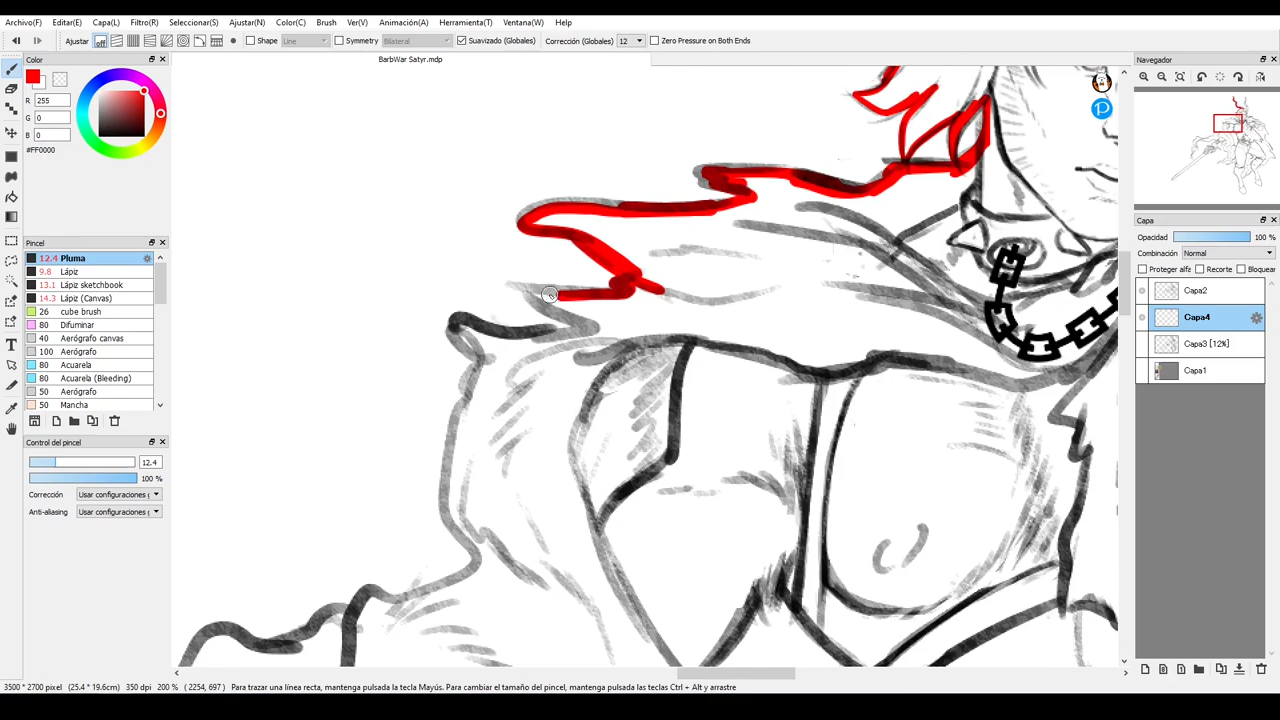 Archivo(F) Editar(E) Capa(L) Filtro(R) Seleccionar(S) Ajustar(N) Color(C) Brush Ver(V) Animación(A) Herramienta(T) Ventana(W) Help
Ajustar off Shape Line Symmetry Bilateral Suavizado (Globales) Corrección (Globales) 12 Zero Pressure on Both Ends
Color
BarbWar Satyr.mdp
Navegador
R 255
G 0
B 0
#FF0000
Capa
Opacidad 100 %
Combinación Normal
Proteger alfa Recorte Bloquear
Capa2
Capa4
Capa3 [12%]
Capa1
Pincel
12.4 Pluma
9.8 Lápiz
13.1 Lápiz sketchbook
14.3 Lápiz (Canvas)
26 cube brush
80 Difuminar
40 Aerógrafo canvas
100 Aerógrafo
80 Acuarela
80 Acuarela (Bleeding)
50 Aerógrafo
50 Mancha
Control del pincel
12.4
100 %
Corrección Usar configuraciones
Anti-aliasing Usar configuraciones
3500 * 2700 pixel (25.4 * 19.6cm) 350 dpi 200 % ( 2254, 697 ) Para trazar una línea recta, mantenga pulsada la tecla Mayús. Para cambiar el tamaño del pincel, mantenga pulsadas las teclas Ctrl + Alt y arrastre